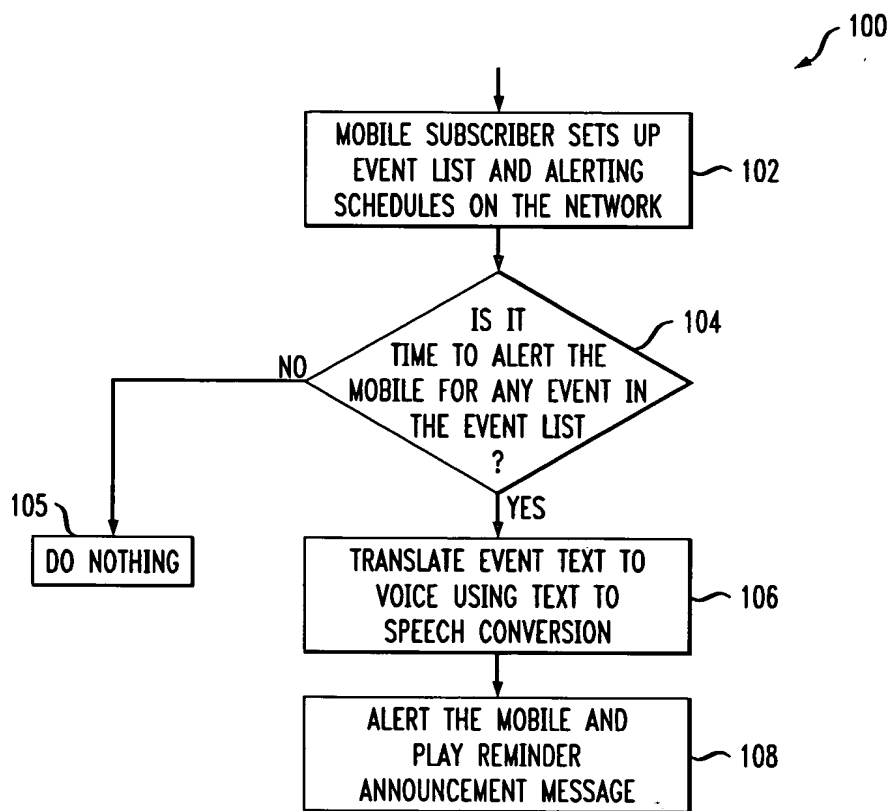 100
MOBILE SUBSCRIBER SETS UP
EVENT LIST AND ALERTING
SCHEDULES ON THE NETWORK
102
IS IT
TIME TO ALERT THE
MOBILE FOR ANY EVENT IN
THE EVENT LIST
?
104
NO
YES
105
DO NOTHING
TRANSLATE EVENT TEXT TO
VOICE USING TEXT TO
SPEECH CONVERSION
106
ALERT THE MOBILE AND
PLAY REMINDER
ANNOUNCEMENT MESSAGE
108